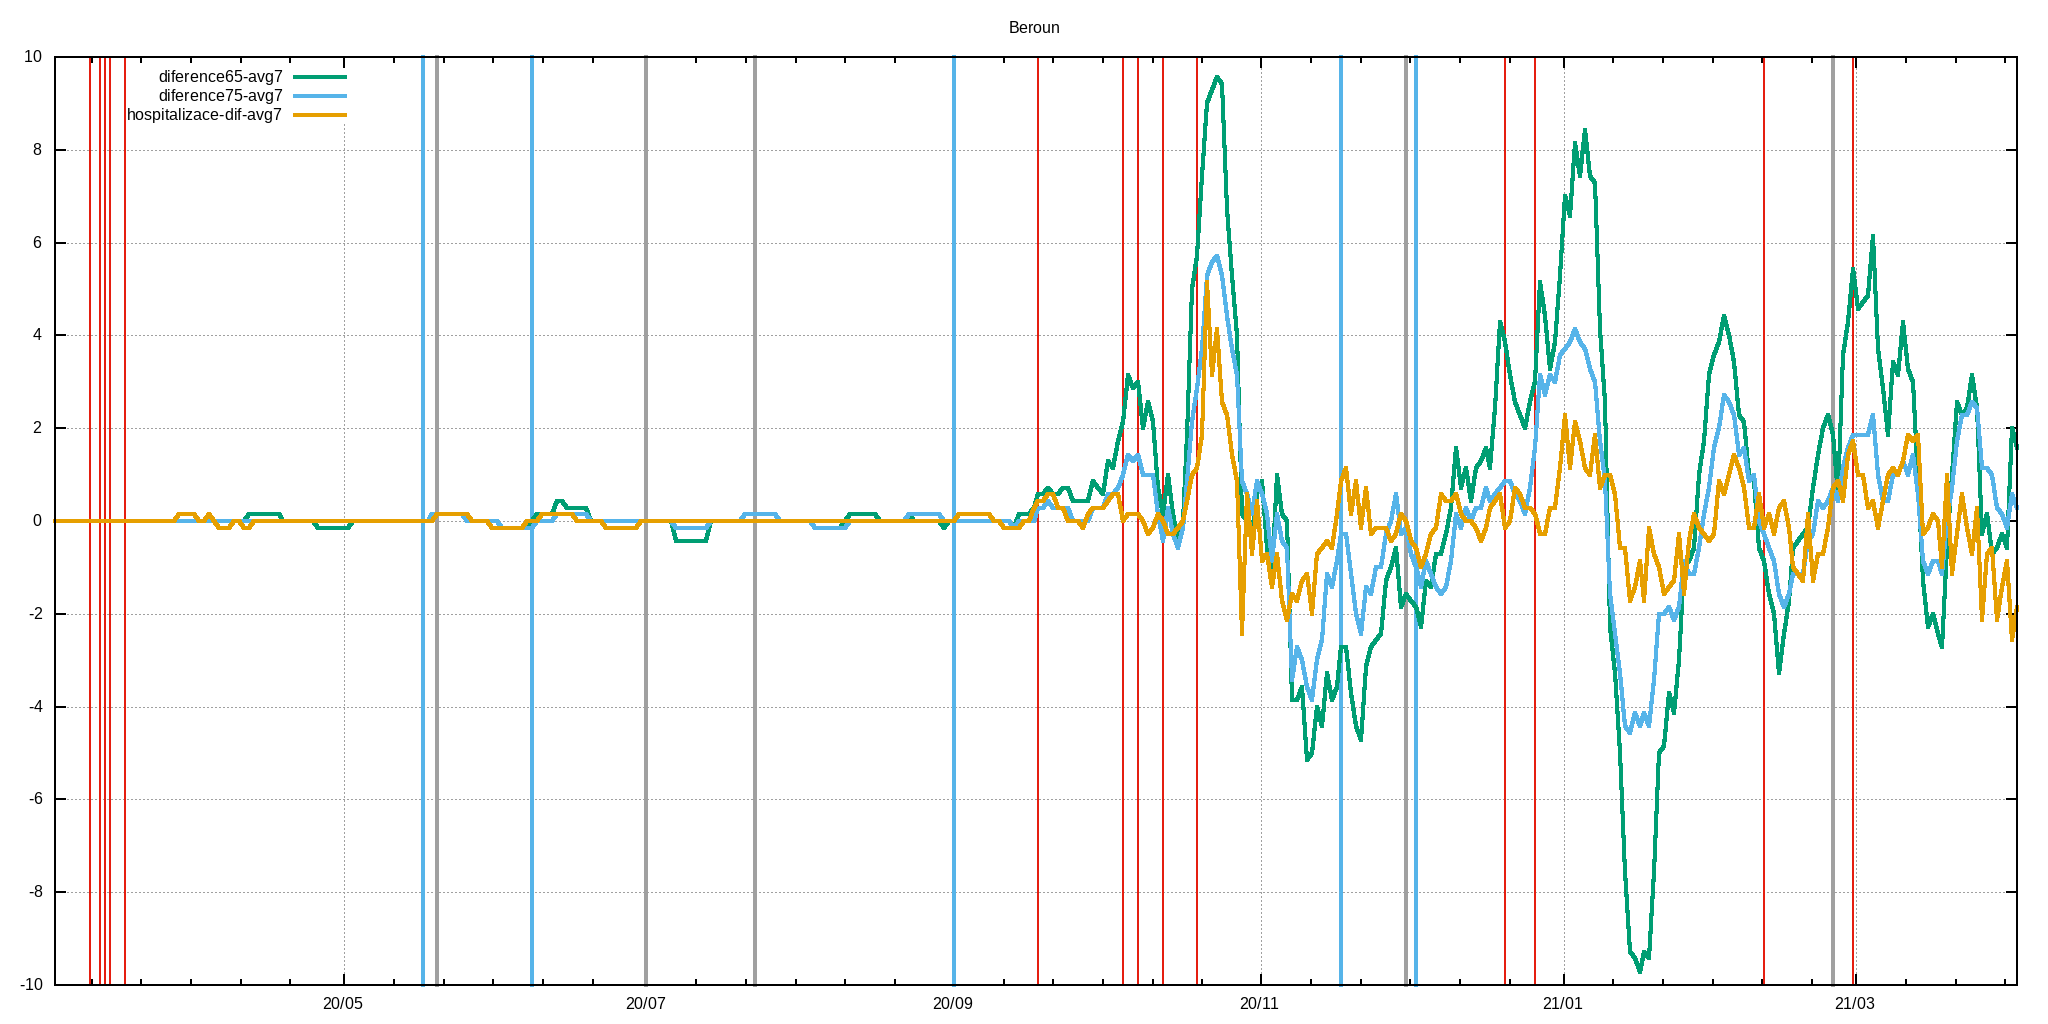 Beroun
10
diference65-avg7
diference75-avg7
hospitalizace-dif-avg7
8
6
4
2
0
-2
-4
-6
-8
-10
20/05 20/07 20/09 20/11 21/01 21/03